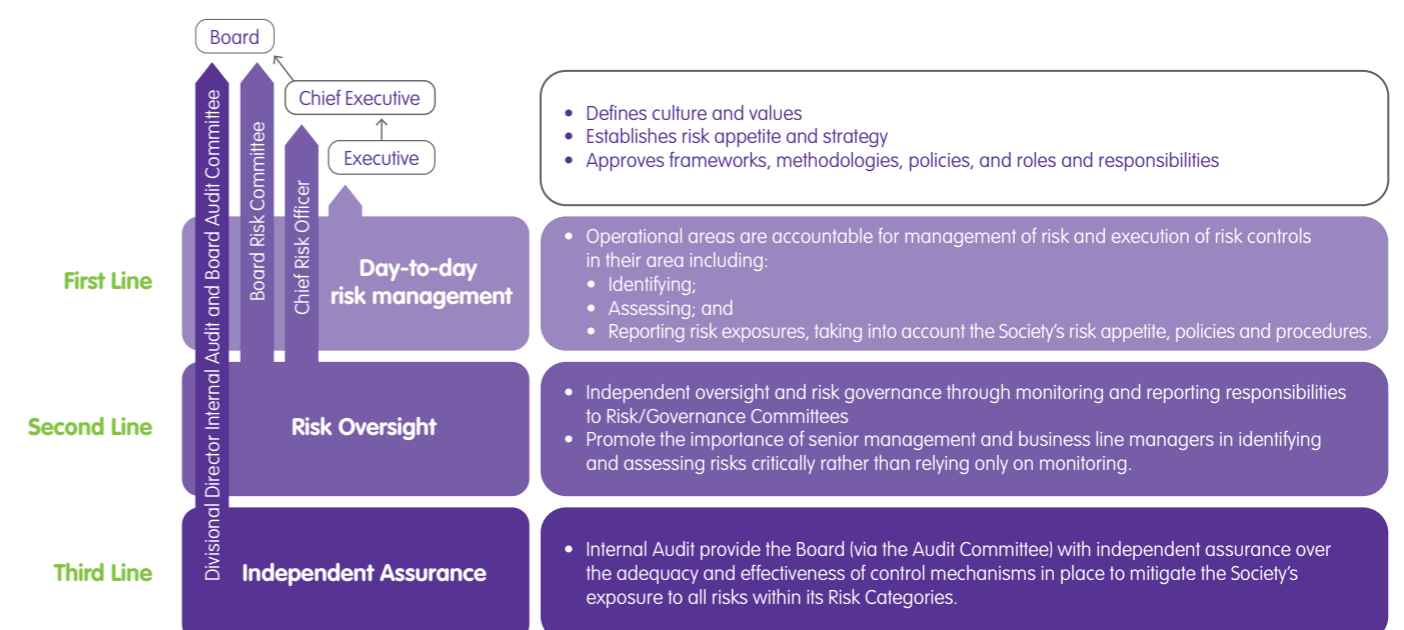 Board
Chief Executive
Executive
• Defines culture and values
• Establishes risk appetite and strategy
• Approves frameworks, methodologies, policies, and roles and responsibilities
Divisional Director Internal Audit and Board Audit Committee
Board Risk Committee
Chief Risk Officer
First Line
Day-to-day
risk management
• Operational areas are accountable for management of risk and execution of risk controls
in their area including:
• Identifying;
• Assessing; and
• Reporting risk exposures, taking into account the Society's risk appetite, policies and procedures.
Second Line
Risk Oversight
• Independent oversight and risk governance through monitoring and reporting responsibilities
to Risk/Governance Committees
• Promote the importance of senior management and business line managers in identifying
and assessing risks critically rather than relying only on monitoring.
Third Line
Independent Assurance
• Internal Audit provide the Board (via the Audit Committee) with independent assurance over
the adequacy and effectiveness of control mechanisms in place to mitigate the Society's
exposure to all risks within its Risk Categories.